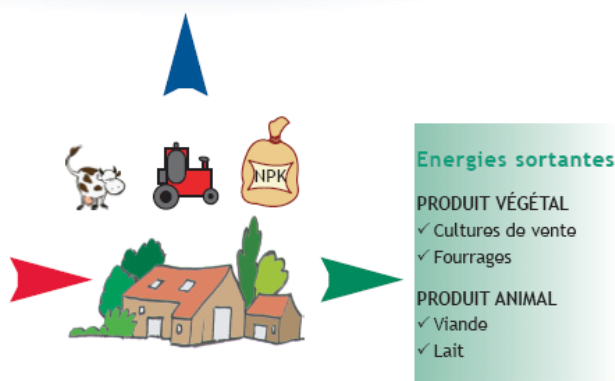 NPK
Energies sortantes
PRODUIT VÉGÉTAL
✓ Cultures de vente
✓ Fourrages
PRODUIT ANIMAL
✓ Viande
✓ Lait